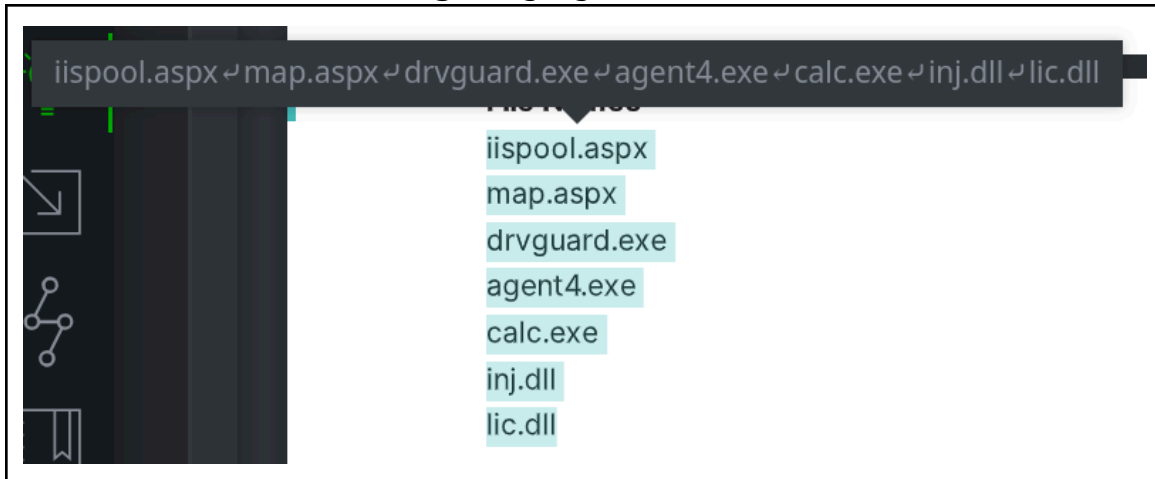 iispool.aspx↵map.aspx↵drvguard.exe↵agent4.exe↵calc.exe↵inj.dll↵lic.dll
iispool.aspx
map.aspx
drvguard.exe
agent4.exe
calc.exe
inj.dll
lic.dll